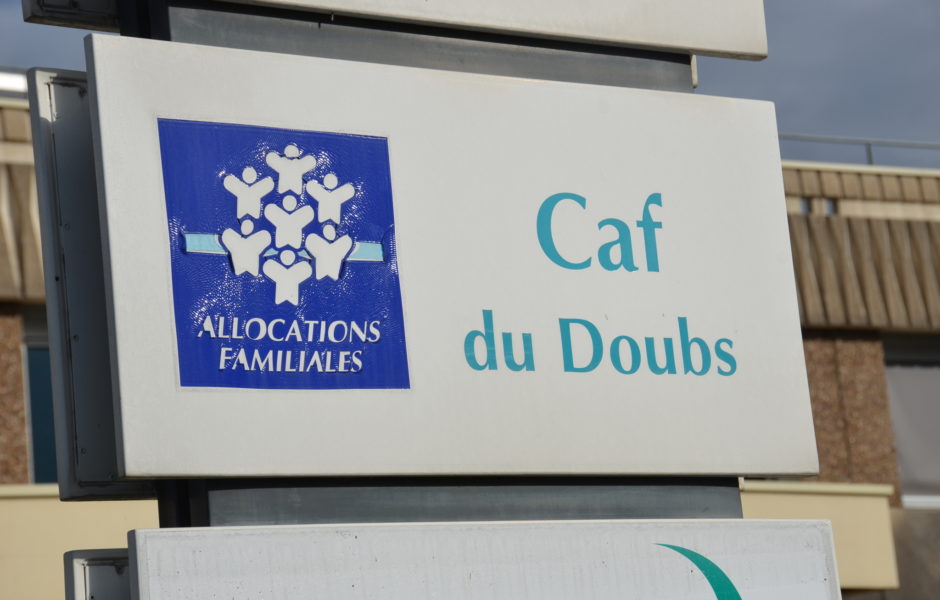 ALLOCATIONS
FAMILIALES
Caf
du Doubs